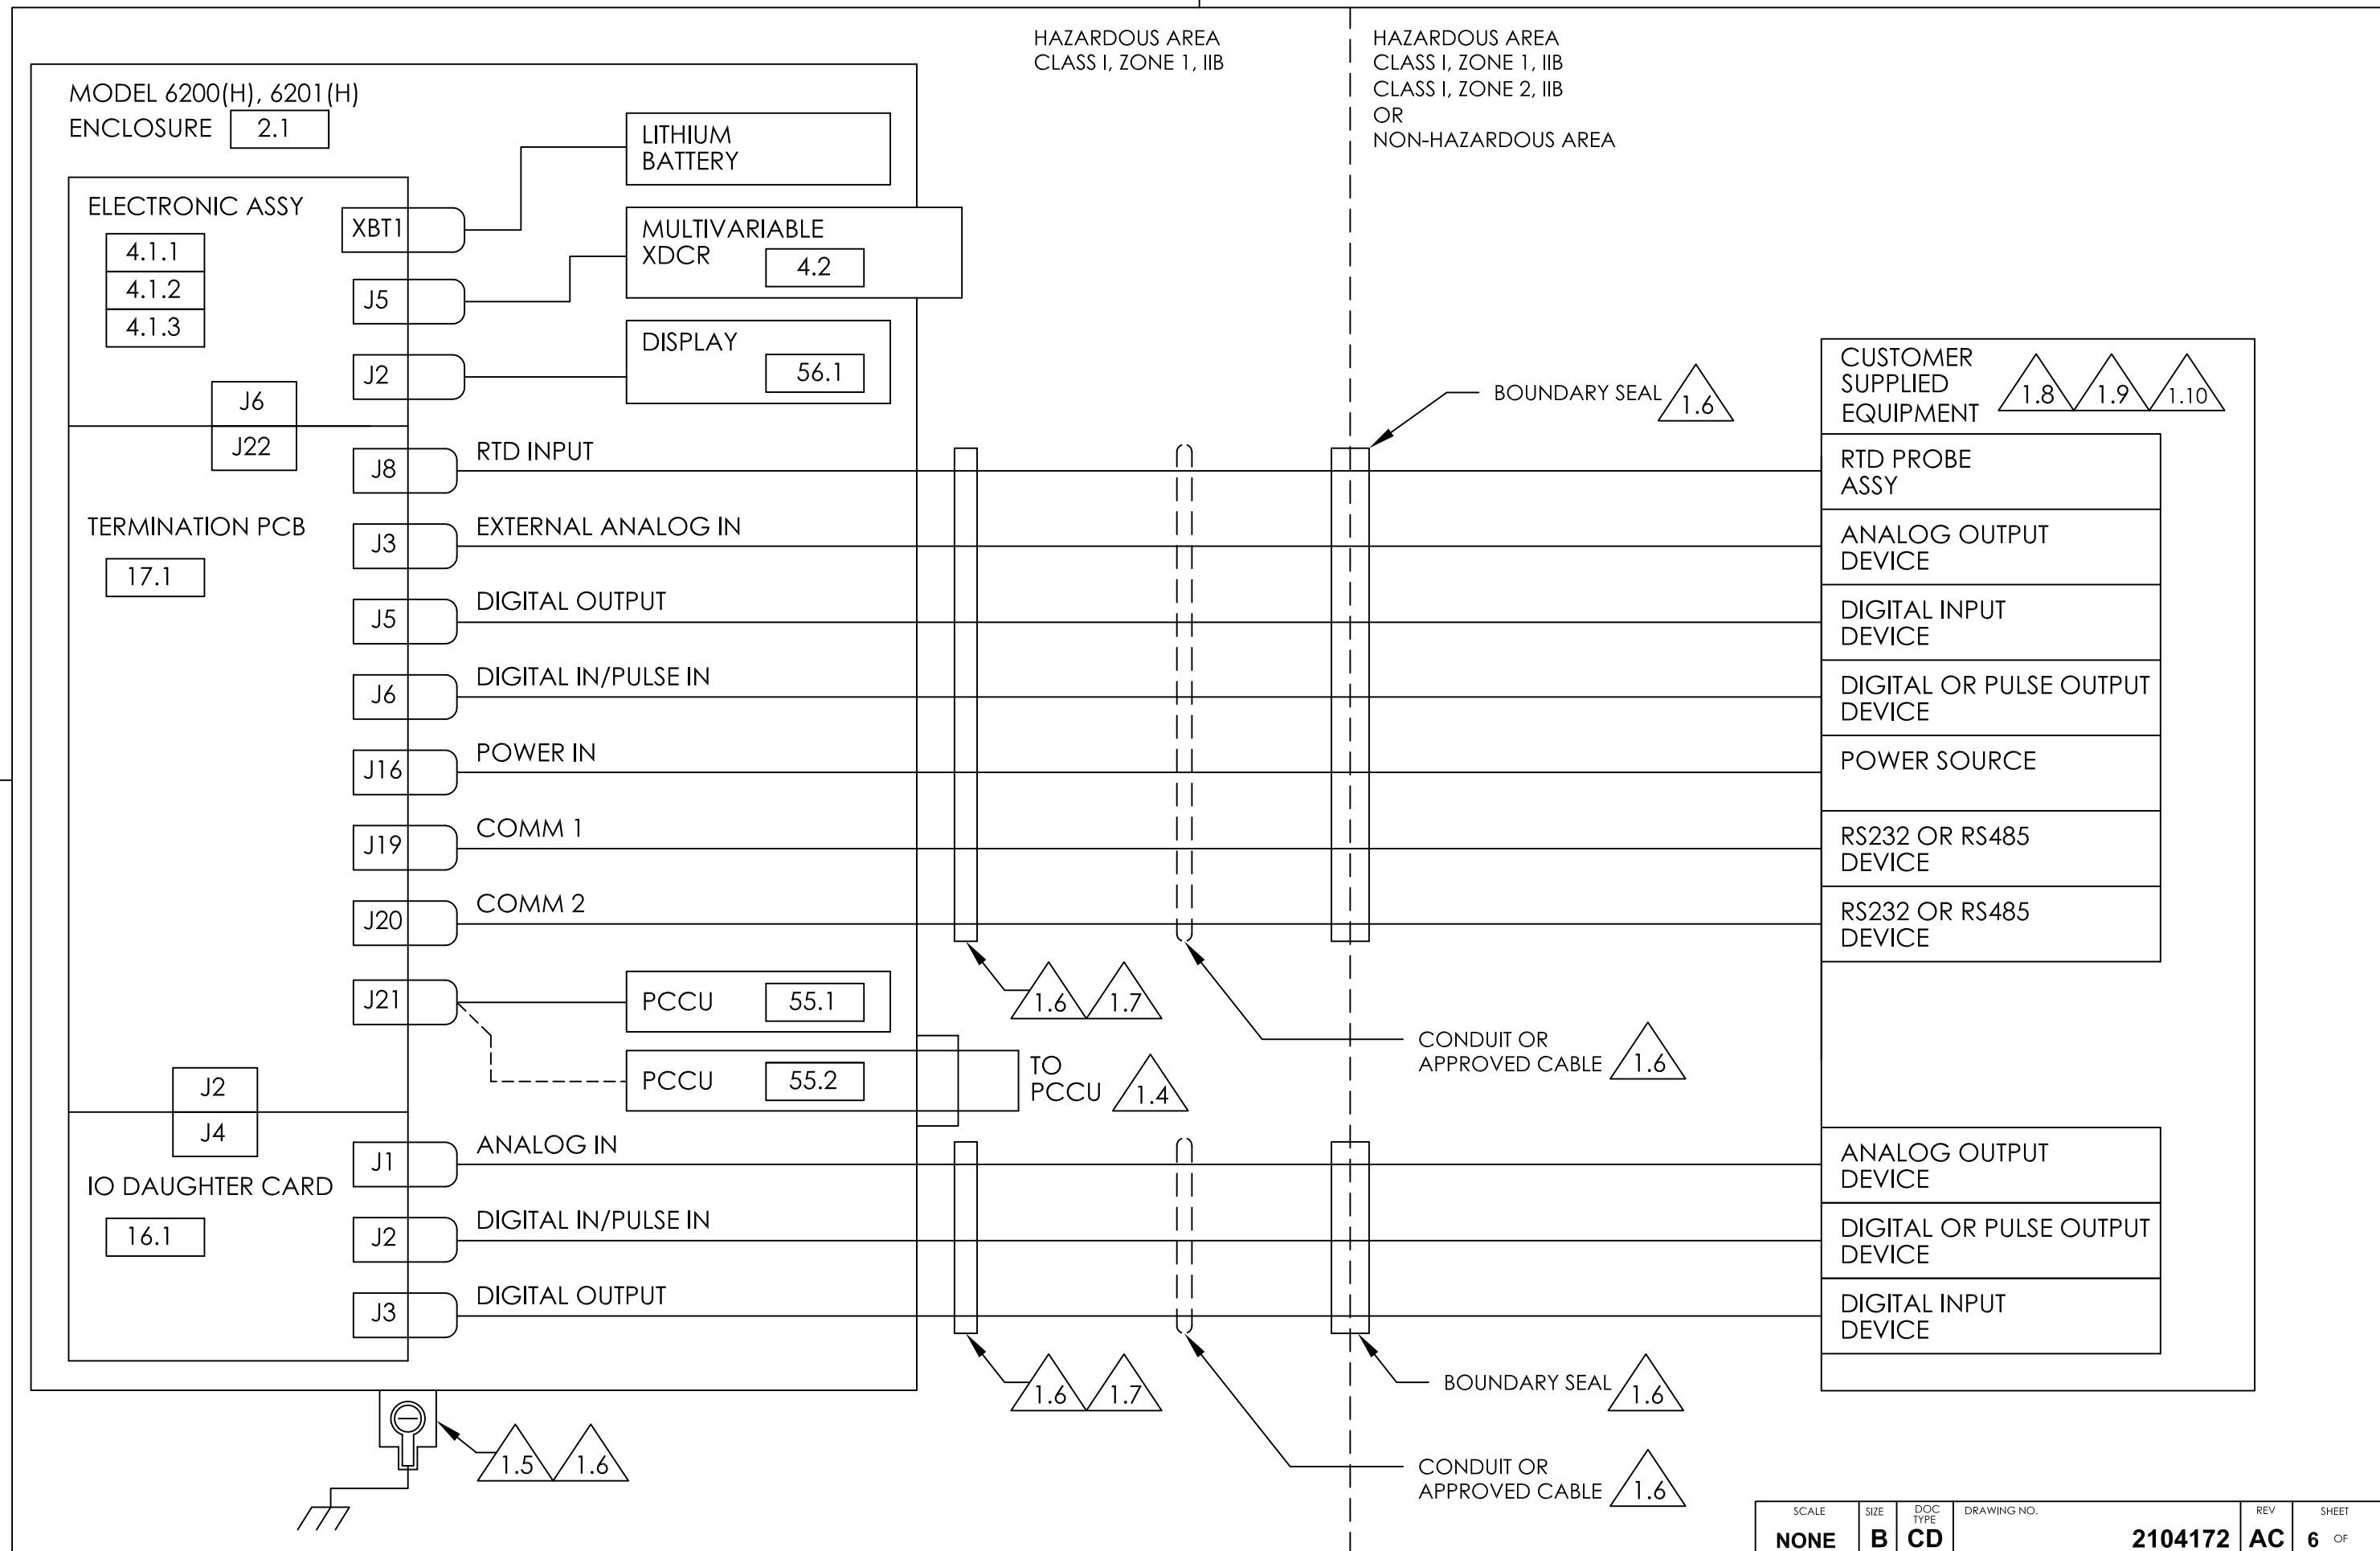 HAZARDOUS AREA
CLASS I, ZONE 1, IIB
HAZARDOUS AREA
CLASS I, ZONE 1, IIB
CLASS I, ZONE 2, IIB
OR
NON-HAZARDOUS AREA
MODEL 6200(H), 6201(H)
ENCLOSURE 2.1
LITHIUM
BATTERY
ELECTRONIC ASSY
4.1.1
4.1.2
4.1.3
XBT1
MULTIVARIABLE
XDCR 4.2
J5
DISPLAY
56.1
J2
J6
J22
BOUNDARY SEAL 1.6
CUSTOMER
SUPPLIED
EQUIPMENT 1.8 1.9 1.10
J8 RTD INPUT
RTD PROBE
ASSY
TERMINATION PCB
17.1
J3 EXTERNAL ANALOG IN
ANALOG OUTPUT
DEVICE
J5 DIGITAL OUTPUT
DIGITAL INPUT
DEVICE
J6 DIGITAL IN/PULSE IN
DIGITAL OR PULSE OUTPUT
DEVICE
J16 POWER IN
POWER SOURCE
J19 COMM 1
RS232 OR RS485
DEVICE
J20 COMM 2
RS232 OR RS485
DEVICE
1.6 1.7
J21
PCCU 55.1
CONDUIT OR
APPROVED CABLE 1.6
PCCU 55.2
TO
PCCU 1.4
J2
J4
IO DAUGHTER CARD
16.1
J1 ANALOG IN
ANALOG OUTPUT
DEVICE
J2 DIGITAL IN/PULSE IN
DIGITAL OR PULSE OUTPUT
DEVICE
J3 DIGITAL OUTPUT
DIGITAL INPUT
DEVICE
1.6 1.7
BOUNDARY SEAL 1.6
1.5 1.6
CONDUIT OR
APPROVED CABLE 1.6
SCALE
NONE
SIZE
B
DOC
TYPE
CD
DRAWING NO.
2104172
REV
AC
SHEET
6 OF